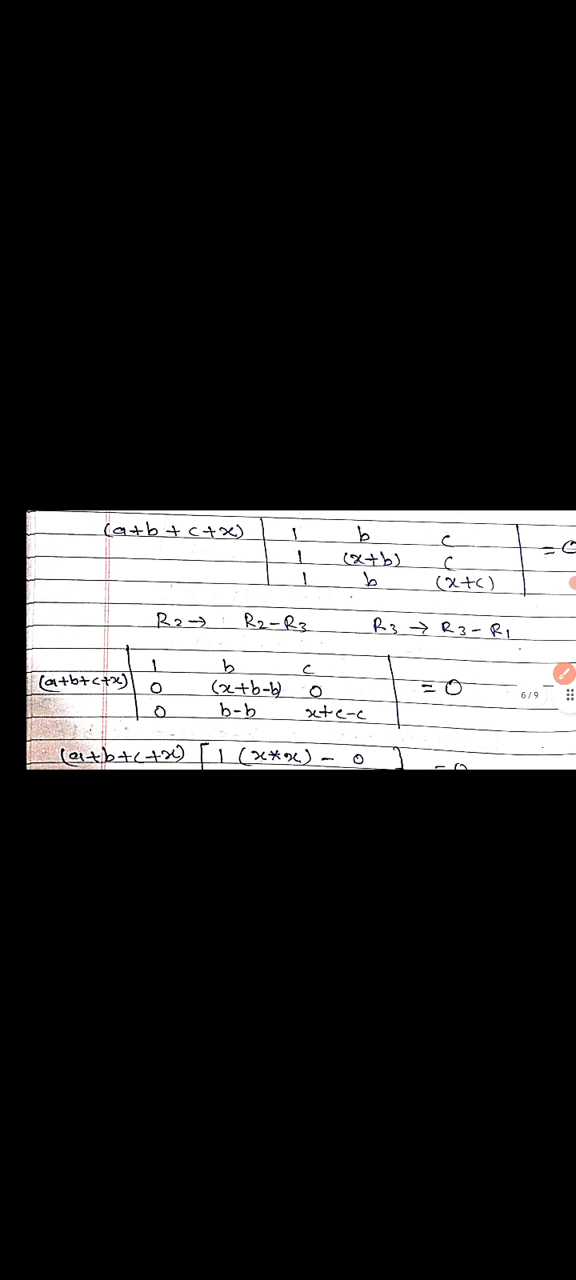 (a+b+c+x) | 1 b c | = 0
| 1 (x+b) c |
| 1 b (x+c) |
R2 → R2-R3 R3 → R3-R1
| 1 b c |
(a+b+c+x) | 0 (x+b-b) 0 | = 0
6/9
| 0 b-b x+c-c |
(a+b+c+x) [1 (x*x) - 0 ] = 0